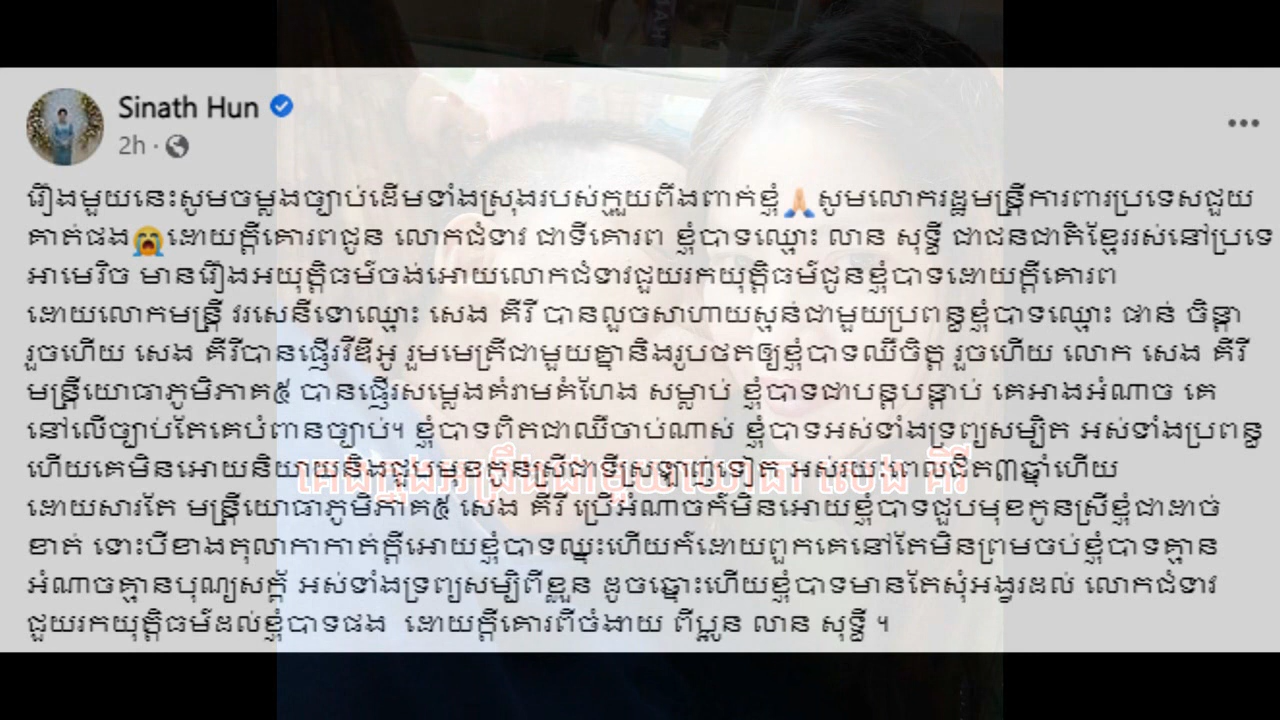 Sinath Hun
2h ·
រឿងមួយនេះសូមចម្លងច្បាប់ដើមទាំងស្រុងរបស់ក្មួយពឹងពាក់ខ្ញុំ🙏សូមលោករដ្ឋមន្ត្រីការពារប្រទេសជួយ
គាត់ផង😭ដោយក្តីគោរពជូន លោកជំទាវ ជាទីគោរព ខ្ញុំបាទឈ្មោះ លាន សុទ្ធី ជាជនជាតិខ្មែររស់នៅប្រទេ
អាមេរិច មានរឿងអយុត្តិធម៍ចង់អោយលោកជំទាវជួយរកយុត្តិធម៍ជូនខ្ញុំបាទដោយក្តីគោរព
ដោយលោកមន្ត្រី វរសេនីទោឈ្មោះ សេង គីរី បានលួចសាហាយស្មន់ជាមួយប្រពន្ធខ្ញុំបាទឈ្មោះ ផាន់ ចិន្តា
រួចហើយ សេង គីរីបានផ្ញើរវីឌីអូ រួមមេត្រីជាមួយគ្នានិងរូបថតឲ្យខ្ញុំបាទឈឺចិត្ត រួចហើយ លោក សេង គីរី
មន្ត្រីយោធាភូមិភាគ៥ បានផ្ញើរសម្លេងគំរាមគំហែង សម្លាប់ ខ្ញុំបាទជាបន្តបន្ទាប់ គេអាងអំណាច គេ
នៅលើច្បាប់តែគេបំពានច្បាប់។ ខ្ញុំបាទពិតជាឈឺចាប់ណាស់ ខ្ញុំបាទអស់ទាំងទ្រព្យសម្បិត អស់ទាំងប្រពន្ធ
ហើយគេមិនអោយនិយាយនិងជួបមុខកូនស្រីជាទីស្រឡាញ់ទៀត អស់រយះពេលជិត៣ឆ្នាំហើយ
ដោយសារតែ មន្ត្រីយោធាភូមិភាគ៥ សេង គីរី ប្រើអំណាចក៍មិនអោយខ្ញុំបាទជួបមុខកូនស្រីខ្ញុំជាដាច់
ខាត់ ទោះបីខាងតុលាកាកាត់ក្តីអោយខ្ញុំបាទឈ្នះហើយក៍ដោយពួកគេនៅតែមិនព្រមចប់ខ្ញុំបាទគ្មាន
អំណាចគ្មានបុណ្យសក្ត័ អស់ទាំងទ្រព្យសម្បិពីខ្លួន ដូចឆ្នោះហើយខ្ញុំបាទមានតែសុំអង្វរដល់ លោកជំទាវ
ជួយរកយុត្តិធម៍ដល់ខ្ញុំបាទផង ដោយក្តីគោរពីចំងាយ ពីប្អូន លាន សុទ្ធី ។